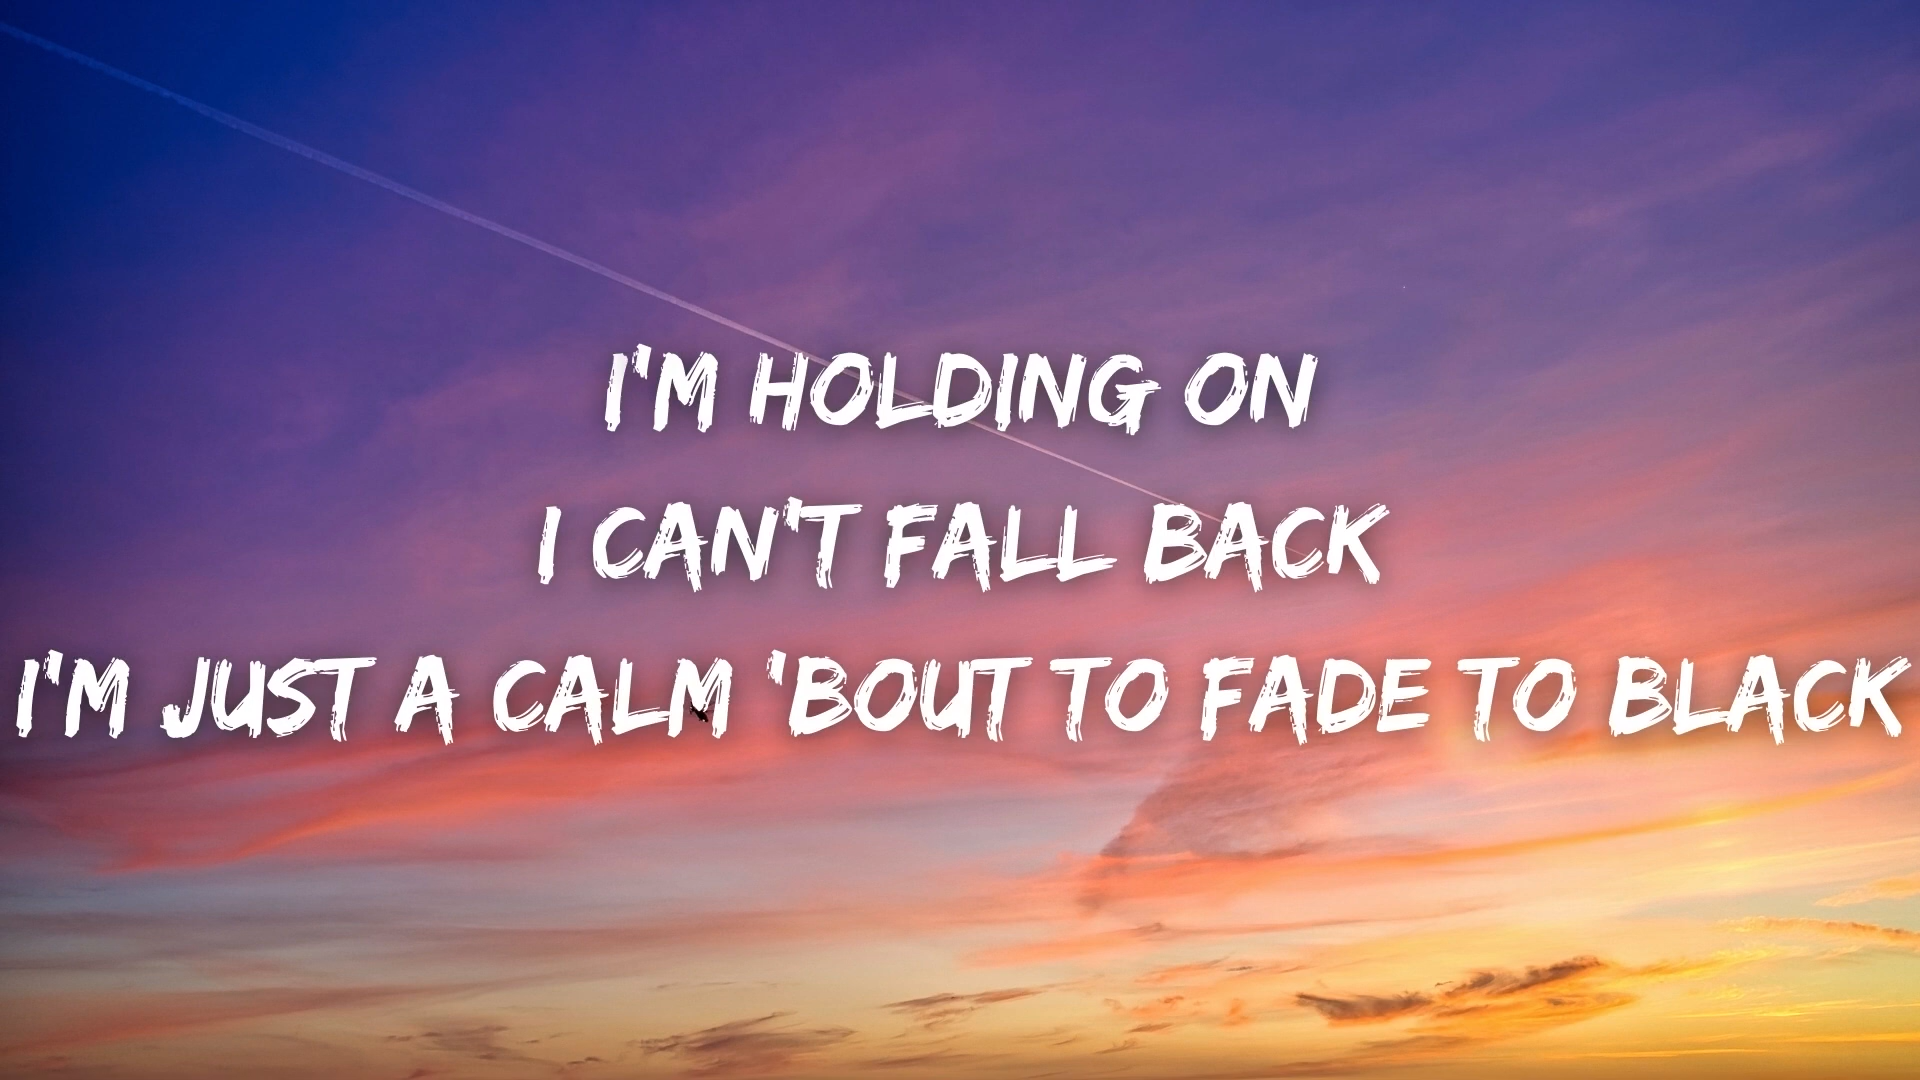 I'M HOLDING ON
I CAN'T FALL BACK
I'M JUST A CALM 'BOUT TO FADE TO BLACK